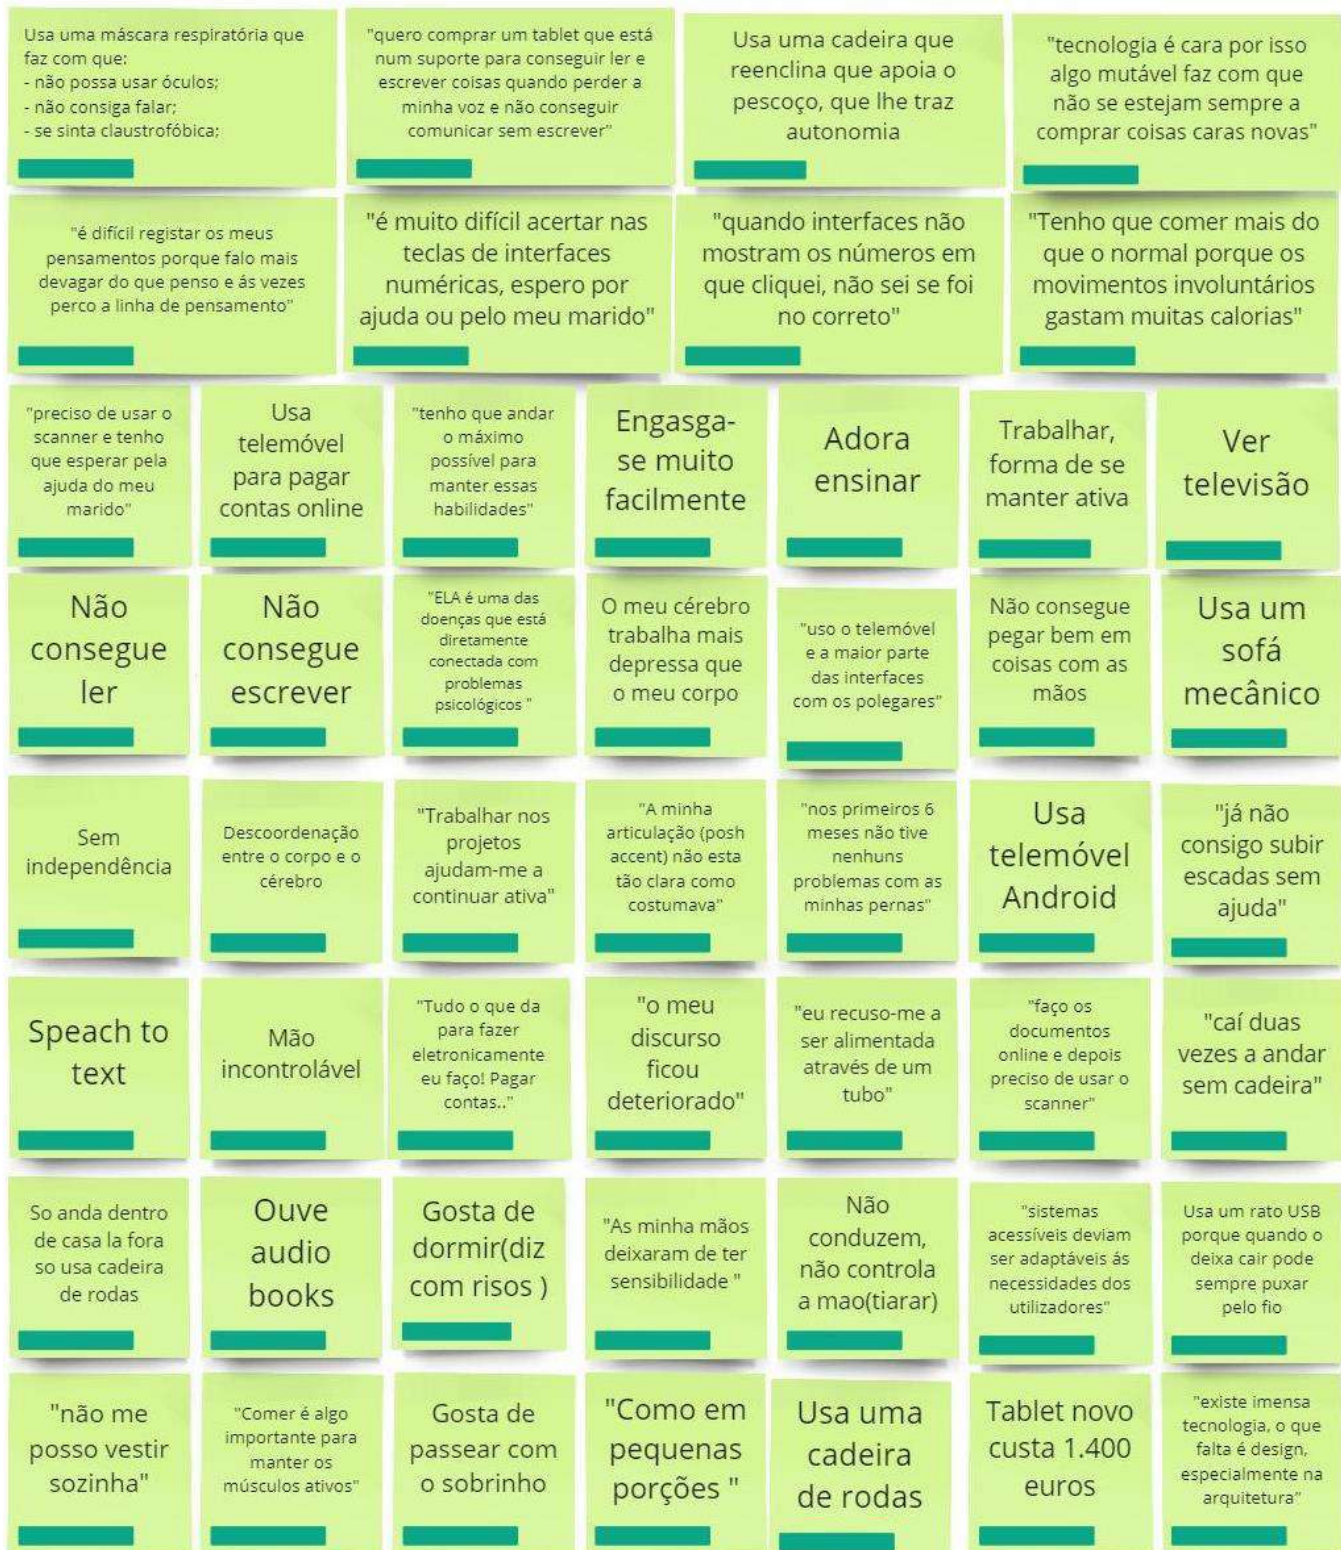 Usa uma máscara respiratória que
faz com que:
- não possa usar óculos;
- não consiga falar;
- se sinta claustrofóbica;
"quero comprar um tablet que está
num suporte para conseguir ler e
escrever coisas quando perder a
minha voz e não conseguir
comunicar sem escrever"
Usa uma cadeira que
reenclina que apoia o
pescoço, que lhe traz
autonomia
"tecnologia é cara por isso
algo mutável faz com que
não se estejam sempre a
comprar coisas caras novas"
"é difícil registar os meus
pensamentos porque falo mais
devagar do que penso e ás vezes
perco a linha de pensamento"
"é muito difícil acertar nas
teclas de interfaces
numéricas, espero por
ajuda ou pelo meu marido"
"quando interfaces não
mostram os números em
que cliquei, não sei se foi
no correto"
"Tenho que comer mais do
que o normal porque os
movimentos involuntários
gastam muitas calorias"
"preciso de usar o
scanner e tenho
que esperar pela
ajuda do meu
marido"
Usa
telemóvel
para pagar
contas online
"tenho que andar
o máximo
possível para
manter essas
habilidades"
Engasga-
se muito
facilmente
Adora
ensinar
Trabalhar,
forma de se
manter ativa
Ver
televisão
Não
consegue
ler
Não
consegue
escrever
"ELA é uma das
doenças que está
diretamente
conectada com
problemas
psicológicos "
O meu cérebro
trabalha mais
depressa que
o meu corpo
"uso o telemóvel
e a maior parte
das interfaces
com os polegares"
Não consegue
pegar bem em
coisas com as
mãos
Usa um
sofá
mecânico
Sem
independência
Descoordenação
entre o corpo e o
cérebro
"Trabalhar nos
projetos
ajudam-me a
continuar ativa"
"A minha
articulação (posh
accent) não esta
tão clara como
costumava"
"nos primeiros 6
meses não tive
nenhuns
problemas com as
minhas pernas"
Usa
telemóvel
Android
"já não
consigo subir
escadas sem
ajuda"
Speach to
text
Mão
incontrolável
"Tudo o que da
para fazer
eletronicamente
eu faço! Pagar
contas.."
"o meu
discurso
ficou
deteriorado"
"eu recuso-me a
ser alimentada
através de um
tubo"
"faço os
documentos
online e depois
preciso de usar o
scanner"
"caí duas
vezes a andar
sem cadeira"
So anda dentro
de casa la fora
so usa cadeira
de rodas
Ouve
audio
books
Gosta de
dormir(diz
com risos )
"As minha mãos
deixaram de ter
sensibilidade "
Não
conduzem,
não controla
a mao(tiarar)
"sistemas
acessíveis deviam
ser adaptáveis ás
necessidades dos
utilizadores"
Usa um rato USB
porque quando o
deixa cair pode
sempre puxar
pelo fio
"não me
posso vestir
sozinha"
"Comer é algo
importante para
manter os
músculos ativos"
Gosta de
passear com
o sobrinho
"Como em
pequenas
porções "
Usa uma
cadeira
de rodas
Tablet novo
custa 1.400
euros
"existe imensa
tecnologia, o que
falta é design,
especialmente na
arquitetura"